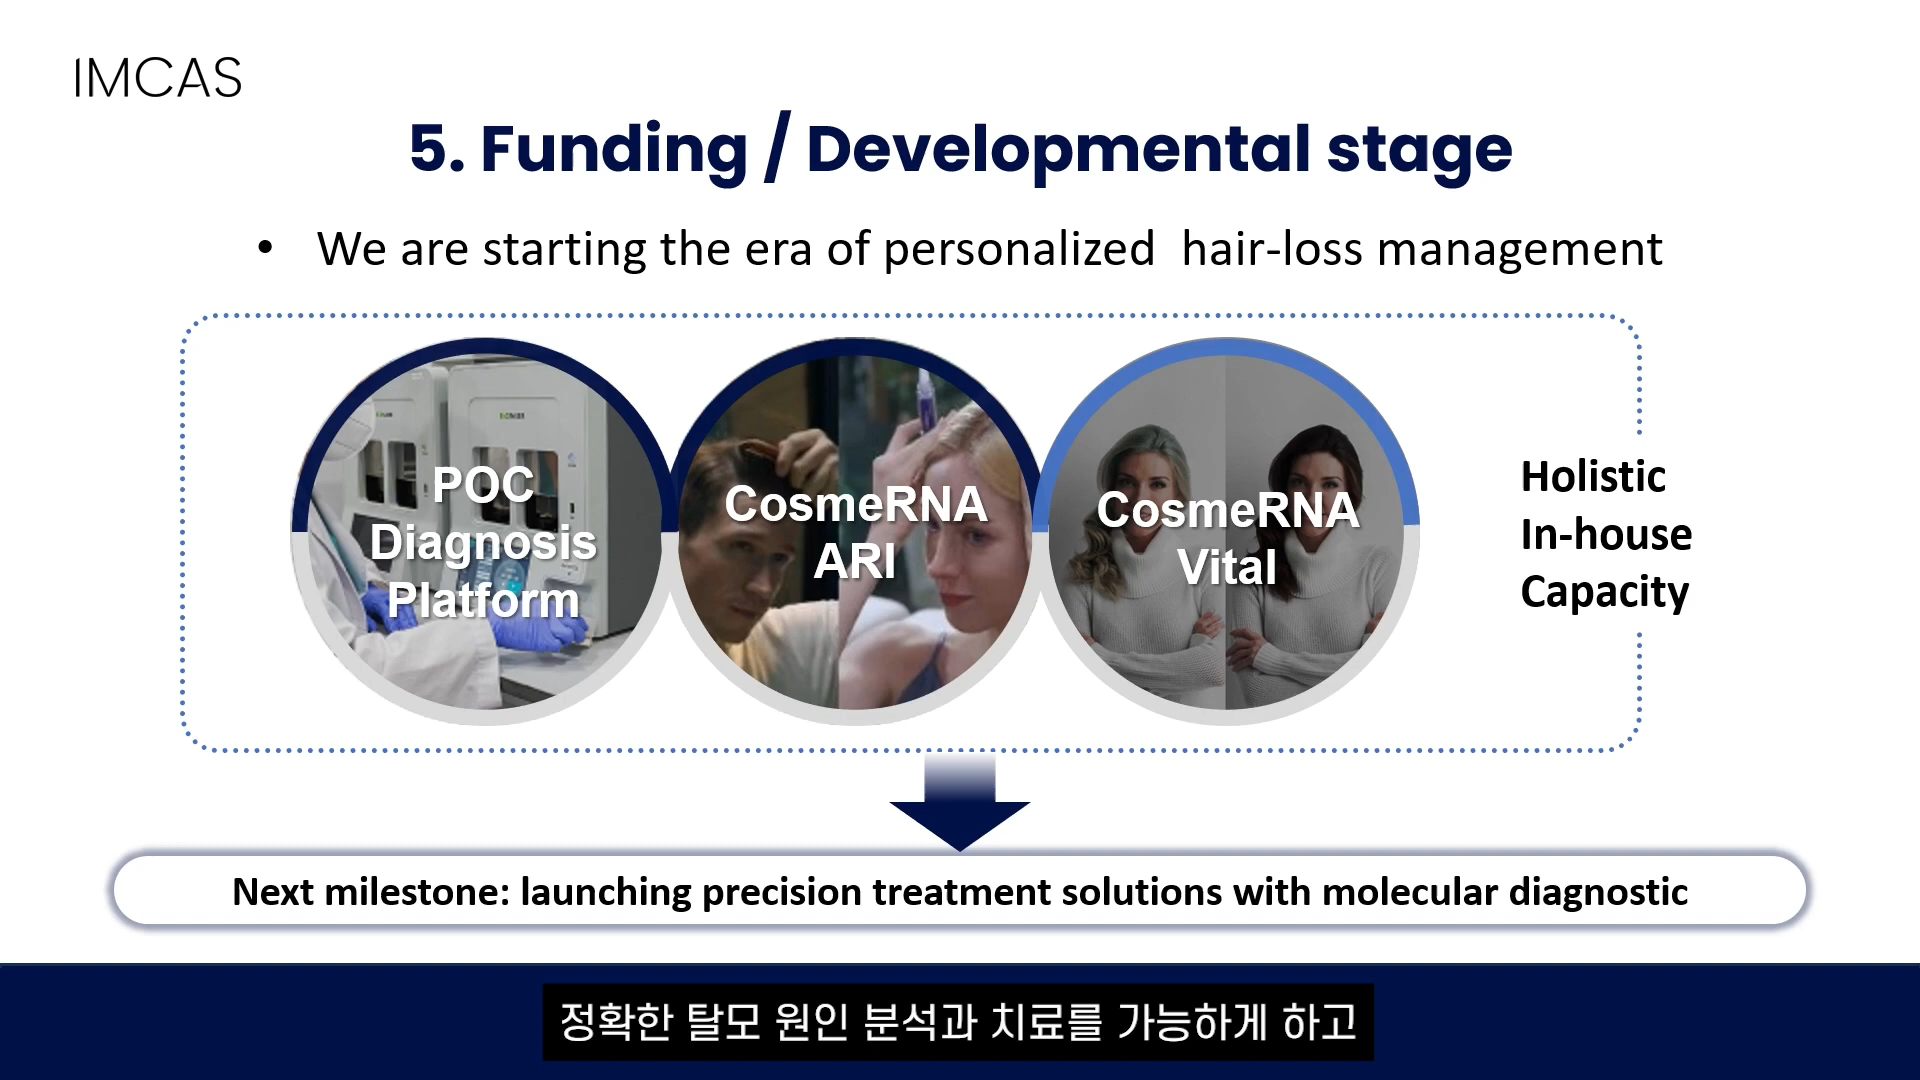 IMCAS
5. Funding / Developmental stage
• We are starting the era of personalized hair-loss management
POC
Diagnosis
Platform
CosmeRNA
ARI
CosmeRNA
Vital
Holistic
In-house
Capacity
Next milestone: launching precision treatment solutions with molecular diagnostic
정확한 탈모 원인 분석과 치료를 가능하게 하고